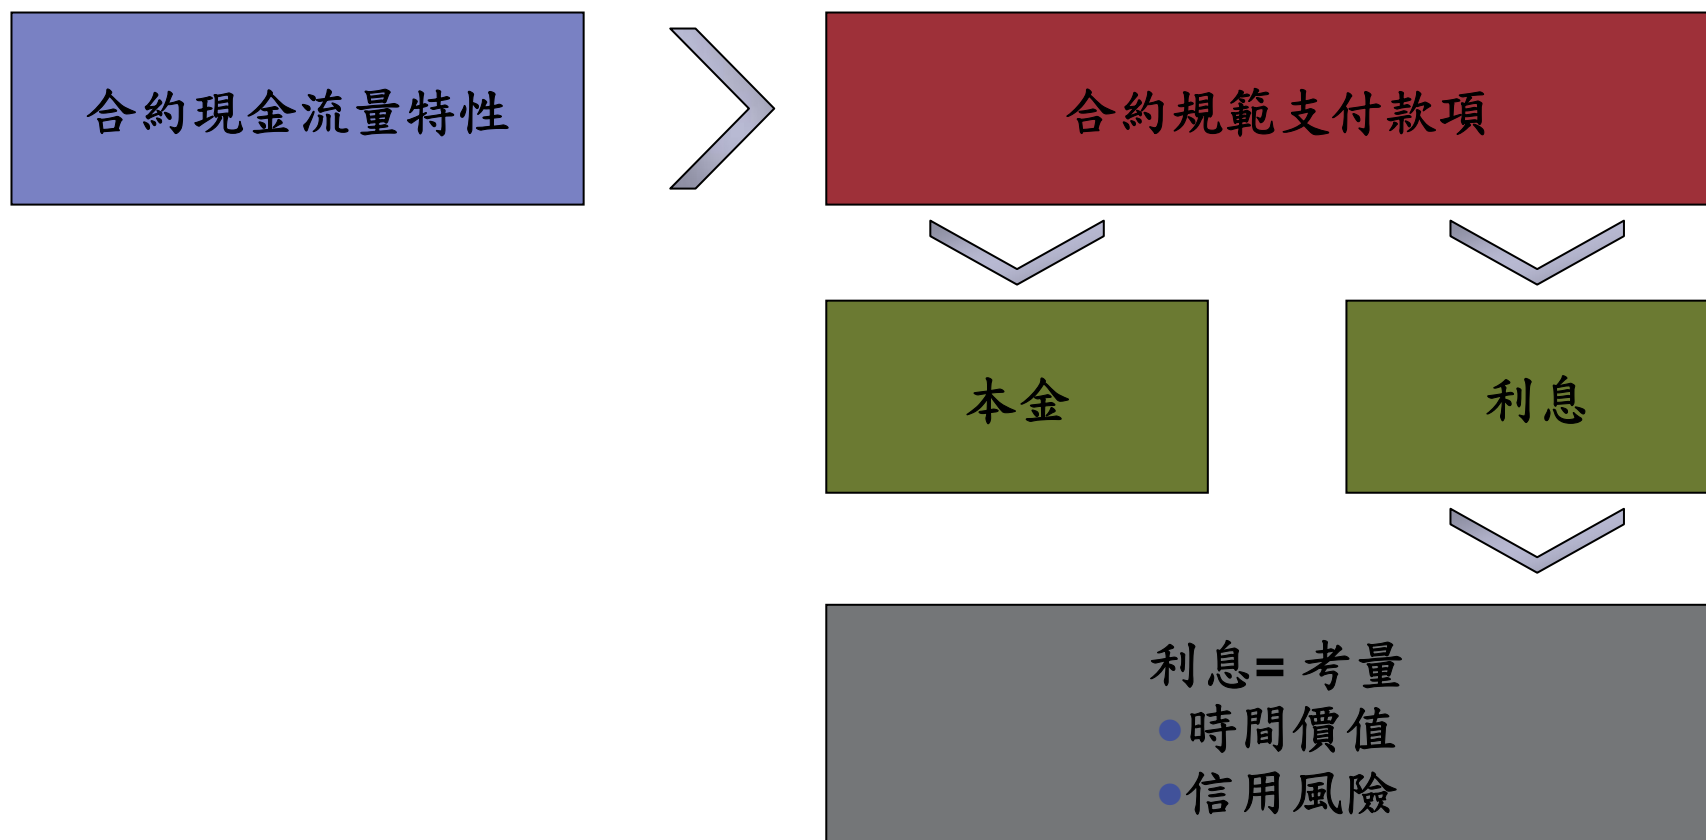 合約現金流量特性
合約規範支付款項
本金
利息
利息= 考量
●時間價值
●信用風險